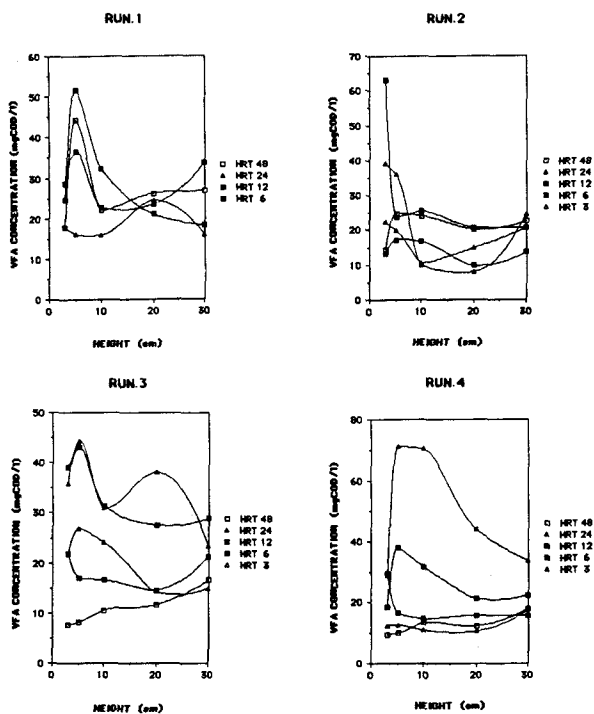 RUN.1
VFA CONCENTRATION (mgCOD/l)
60
50
40
30
20
10
0
0
10
20
30
HEIGHT (cm)
HRT 48
HRT 24
HRT 12
HRT 6
RUN.2
VFA CONCENTRATION (mgCOD/l)
70
60
50
40
30
20
10
0
0
10
20
30
HEIGHT (cm)
HRT 48
HRT 24
HRT 12
HRT 6
HRT 3
RUN.3
VFA CONCENTRATION (mgCOD/l)
50
40
30
20
10
0
0
10
20
30
HEIGHT (cm)
HRT 48
HRT 24
HRT 12
HRT 6
HRT 3
RUN.4
VFA CONCENTRATION (mgCOD/l)
80
60
40
20
0
0
10
20
30
HEIGHT (cm)
HRT 48
HRT 24
HRT 12
HRT 6
HRT 3